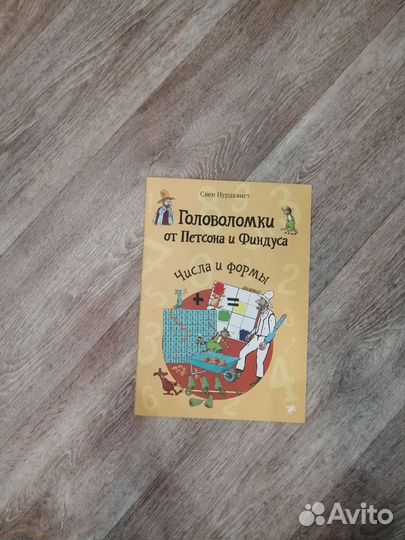 Свен Нурдквист
Головоломки
от Петсона и Финдуса
Числа и формы
+ =
Avito